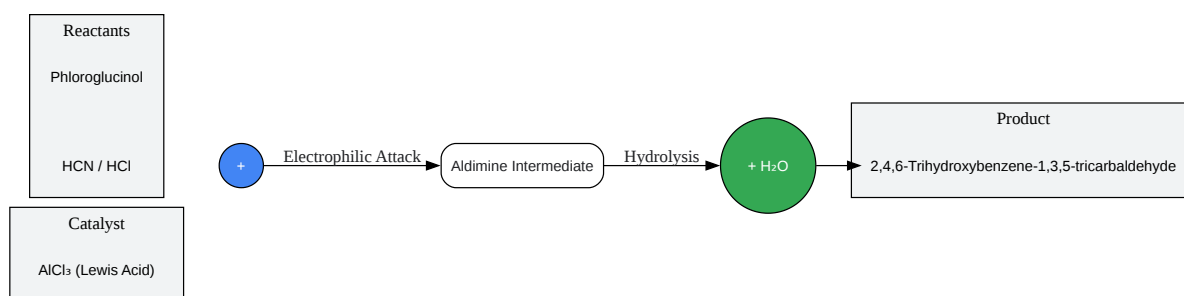 Reactants
Phloroglucinol
HCN / HCl
Catalyst
AlCl₃ (Lewis Acid)
+
Electrophilic Attack
Aldimine Intermediate
Hydrolysis
+ H₂O
Product
2,4,6-Trihydroxybenzene-1,3,5-tricarbaldehyde